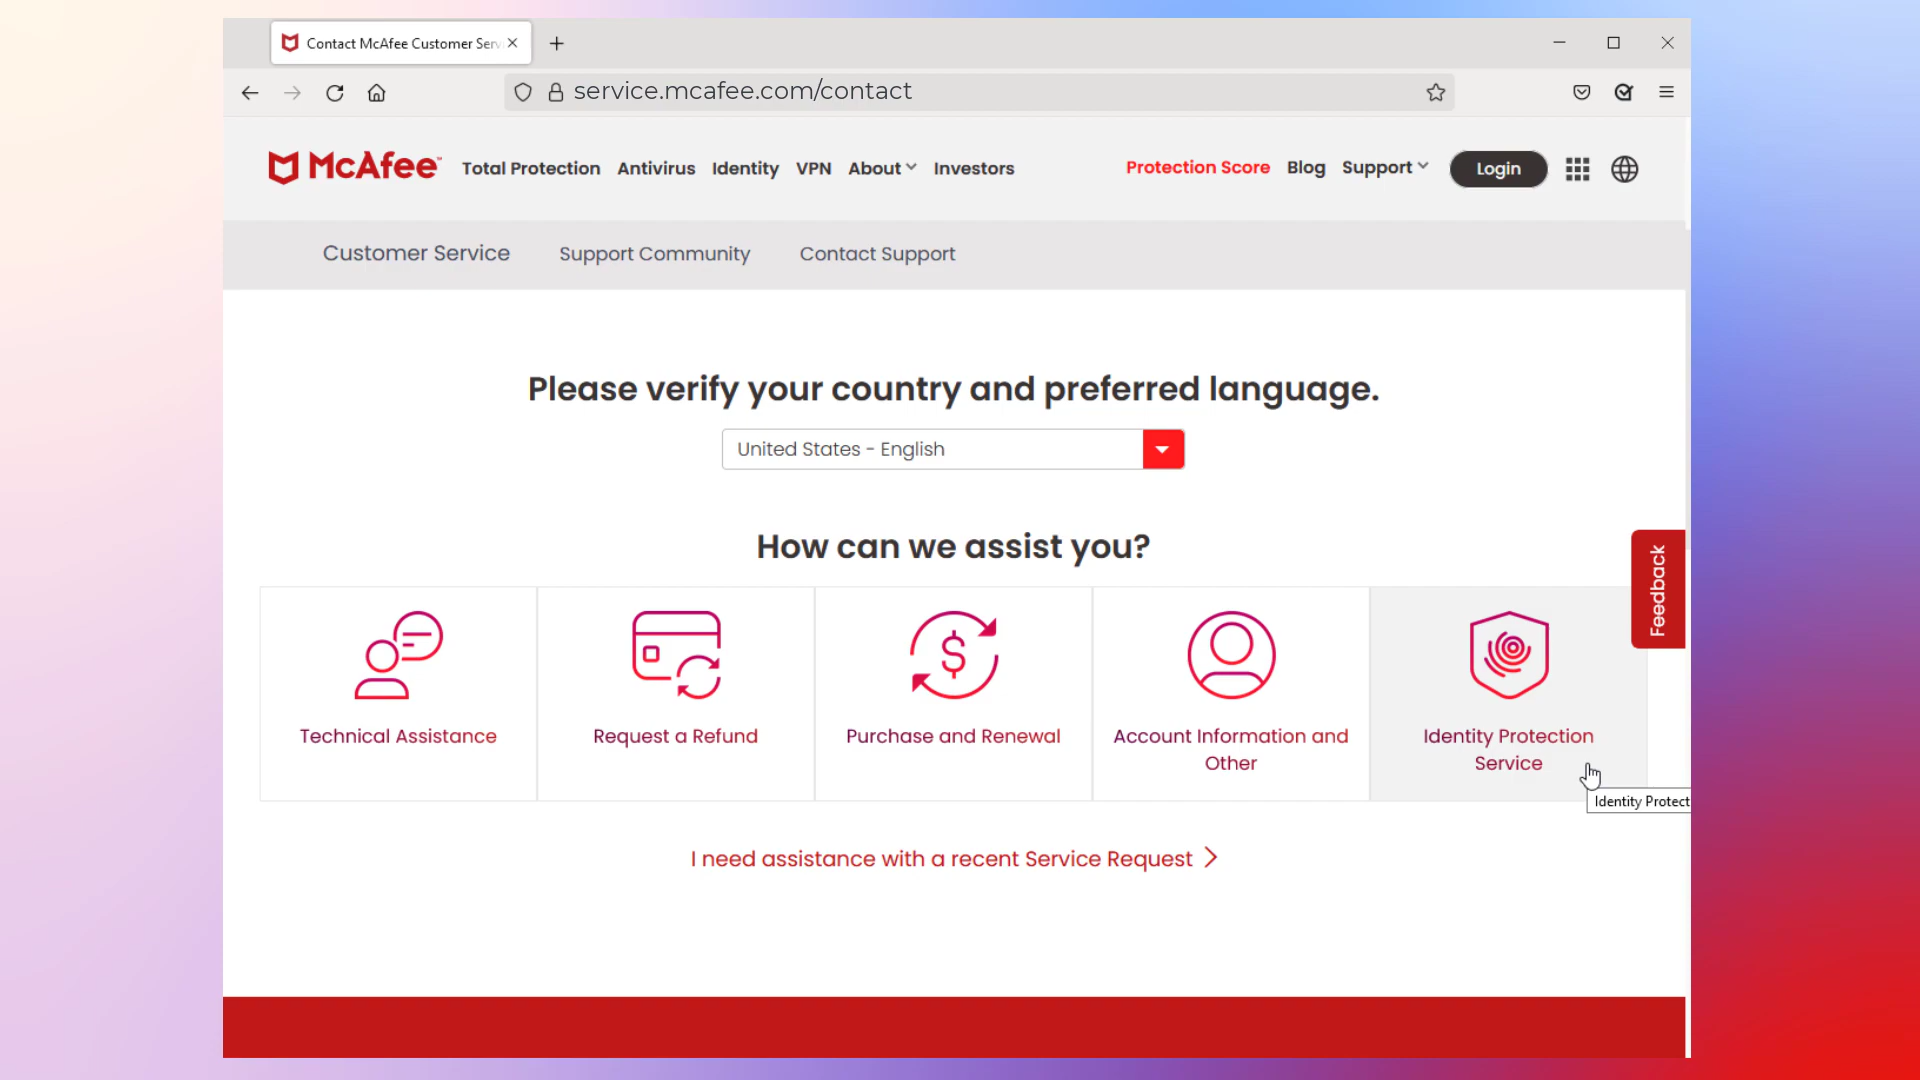 Contact McAfee Customer Serv
service.mcafee.com/contact
McAfee Total Protection Antivirus Identity VPN About Investors Protection Score Blog Support Login
Customer Service Support Community Contact Support
Please verify your country and preferred language.
United States - English
How can we assist you?
Feedback
Technical Assistance
Request a Refund
Purchase and Renewal
Account Information and
Other
Identity Protection
Service
Identity Protect
I need assistance with a recent Service Request